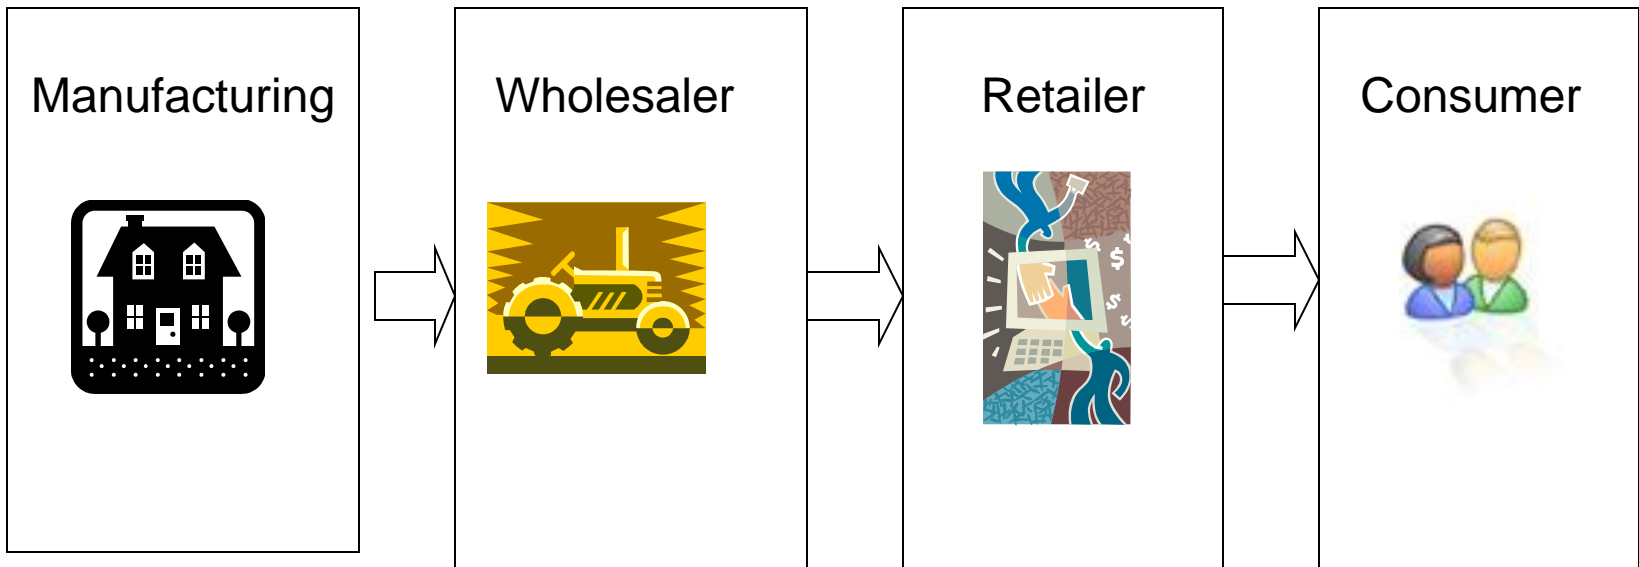 Manufacturing
Wholesaler
Retailer
Consumer
$
$
$
$